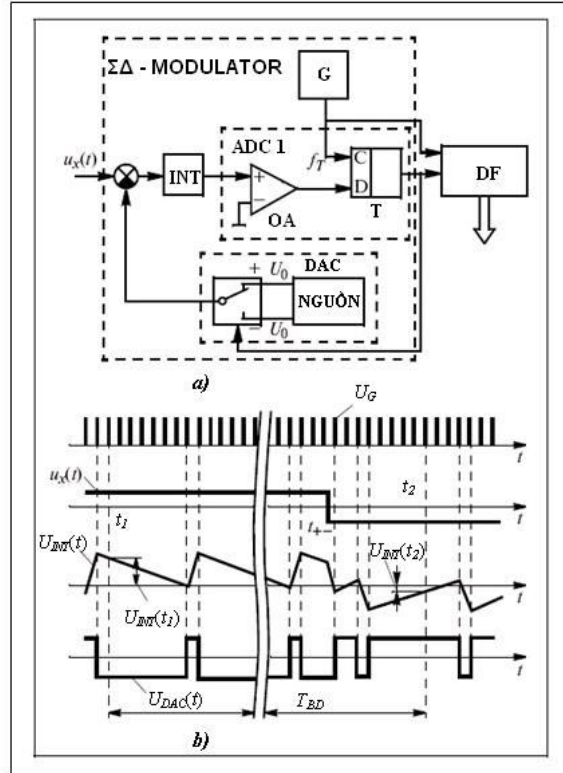 ΣΔ - MODULATOR
G
ADC 1
u_x(t)
INT
f_T
C
D
+
−
OA
T
DF
DAC
+ U_0
NGUỒN
− U_0
a)
U_G
t
u_x(t)
t_1
t_2
t_{+−}
t
U_INT(t)
U_INT(t_2)
U_INT(t_1)
t
t
U_DAC(t)
T_BD
b)